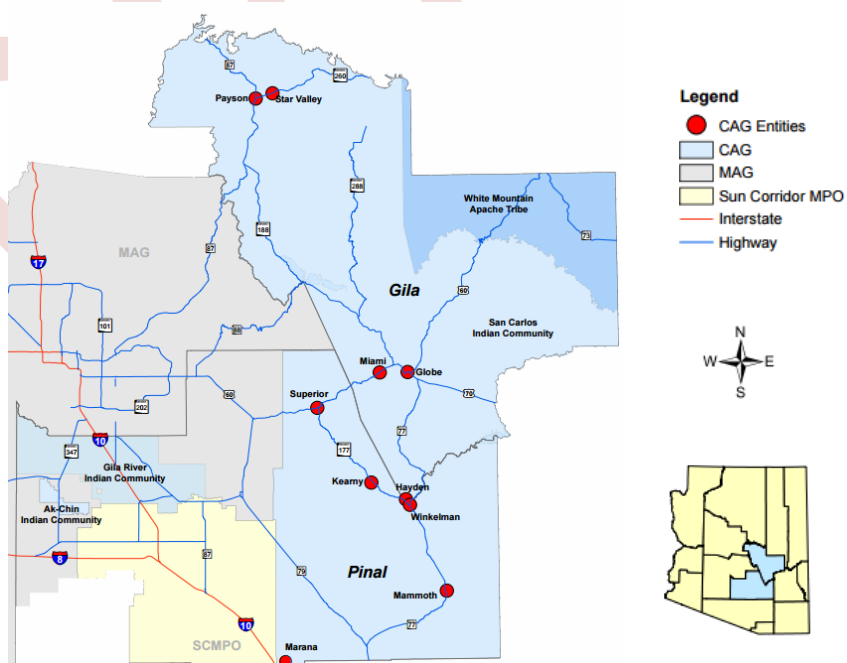 87
260
Payson
Star Valley
288
White Mountain
Apache Tribe
73
188
87
MAG
17
Gila
60
101
San Carlos
Indian Community
88
Miami
Globe
Superior
60
70
202
27
177
347
10
Gila River
Indian Community
Kearny
Hayden
Winkelman
Ak-Chin
Indian Community
87
8
79
Pinal
Mammoth
27
10
SCMPO
Marana
Legend
CAG Entities
CAG
MAG
Sun Corridor MPO
Interstate
Highway
N
W
E
S